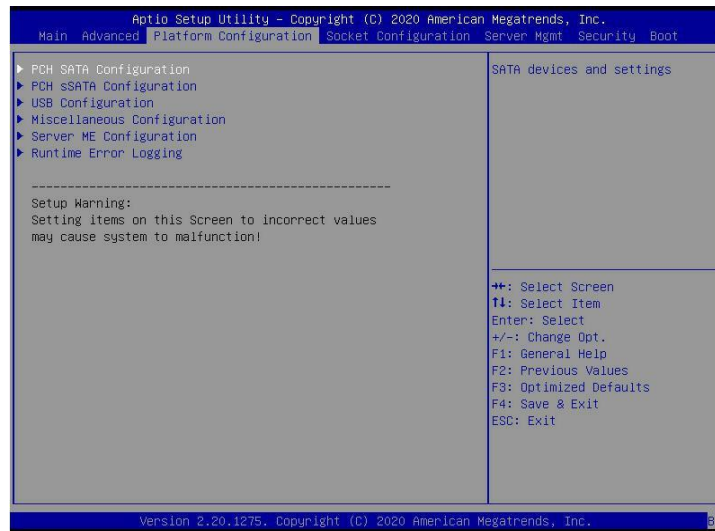 Aptio Setup Utility – Copyright (C) 2020 American Megatrends, Inc.
Main Advanced Platform Configuration Socket Configuration Server Mgmt Security Boot
▶ PCH SATA Configuration
▶ PCH sSATA Configuration
▶ USB Configuration
▶ Miscellaneous Configuration
▶ Server ME Configuration
▶ Runtime Error Logging
--------------------------------------------------
Setup Warning:
Setting items on this Screen to incorrect values
may cause system to malfunction!
SATA devices and settings
→←: Select Screen
↑↓: Select Item
Enter: Select
+/-: Change Opt.
F1: General Help
F2: Previous Values
F3: Optimized Defaults
F4: Save & Exit
ESC: Exit
Version 2.20.1275. Copyright (C) 2020 American Megatrends, Inc.
B